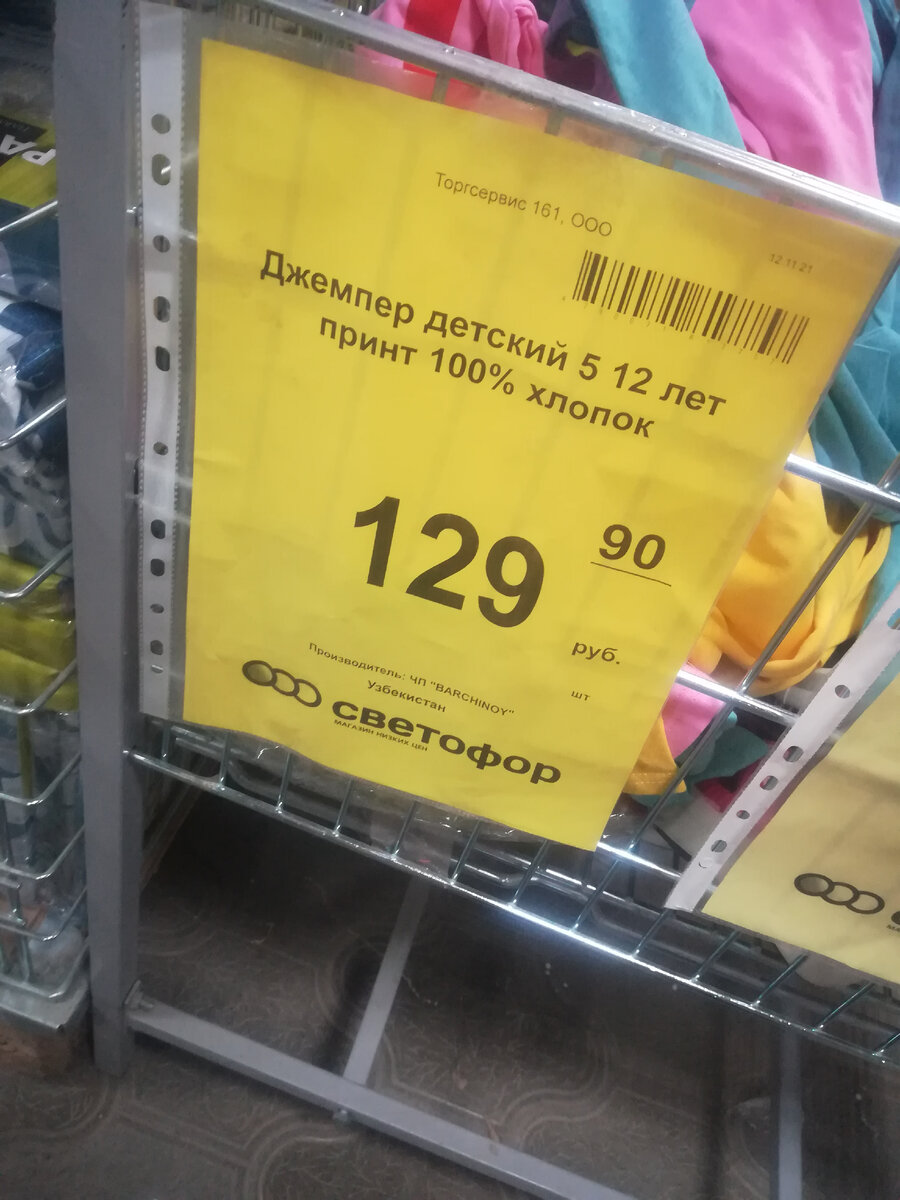 Торгсервис 161, ООО
12.11.21
Джемпер детский 5 12 лет
принт 100% хлопок
129 90
руб.
шт
Производитель: ЧП "BARCHINOY"
Узбекистан
светофор
МАГАЗИН НИЗКИХ ЦЕН